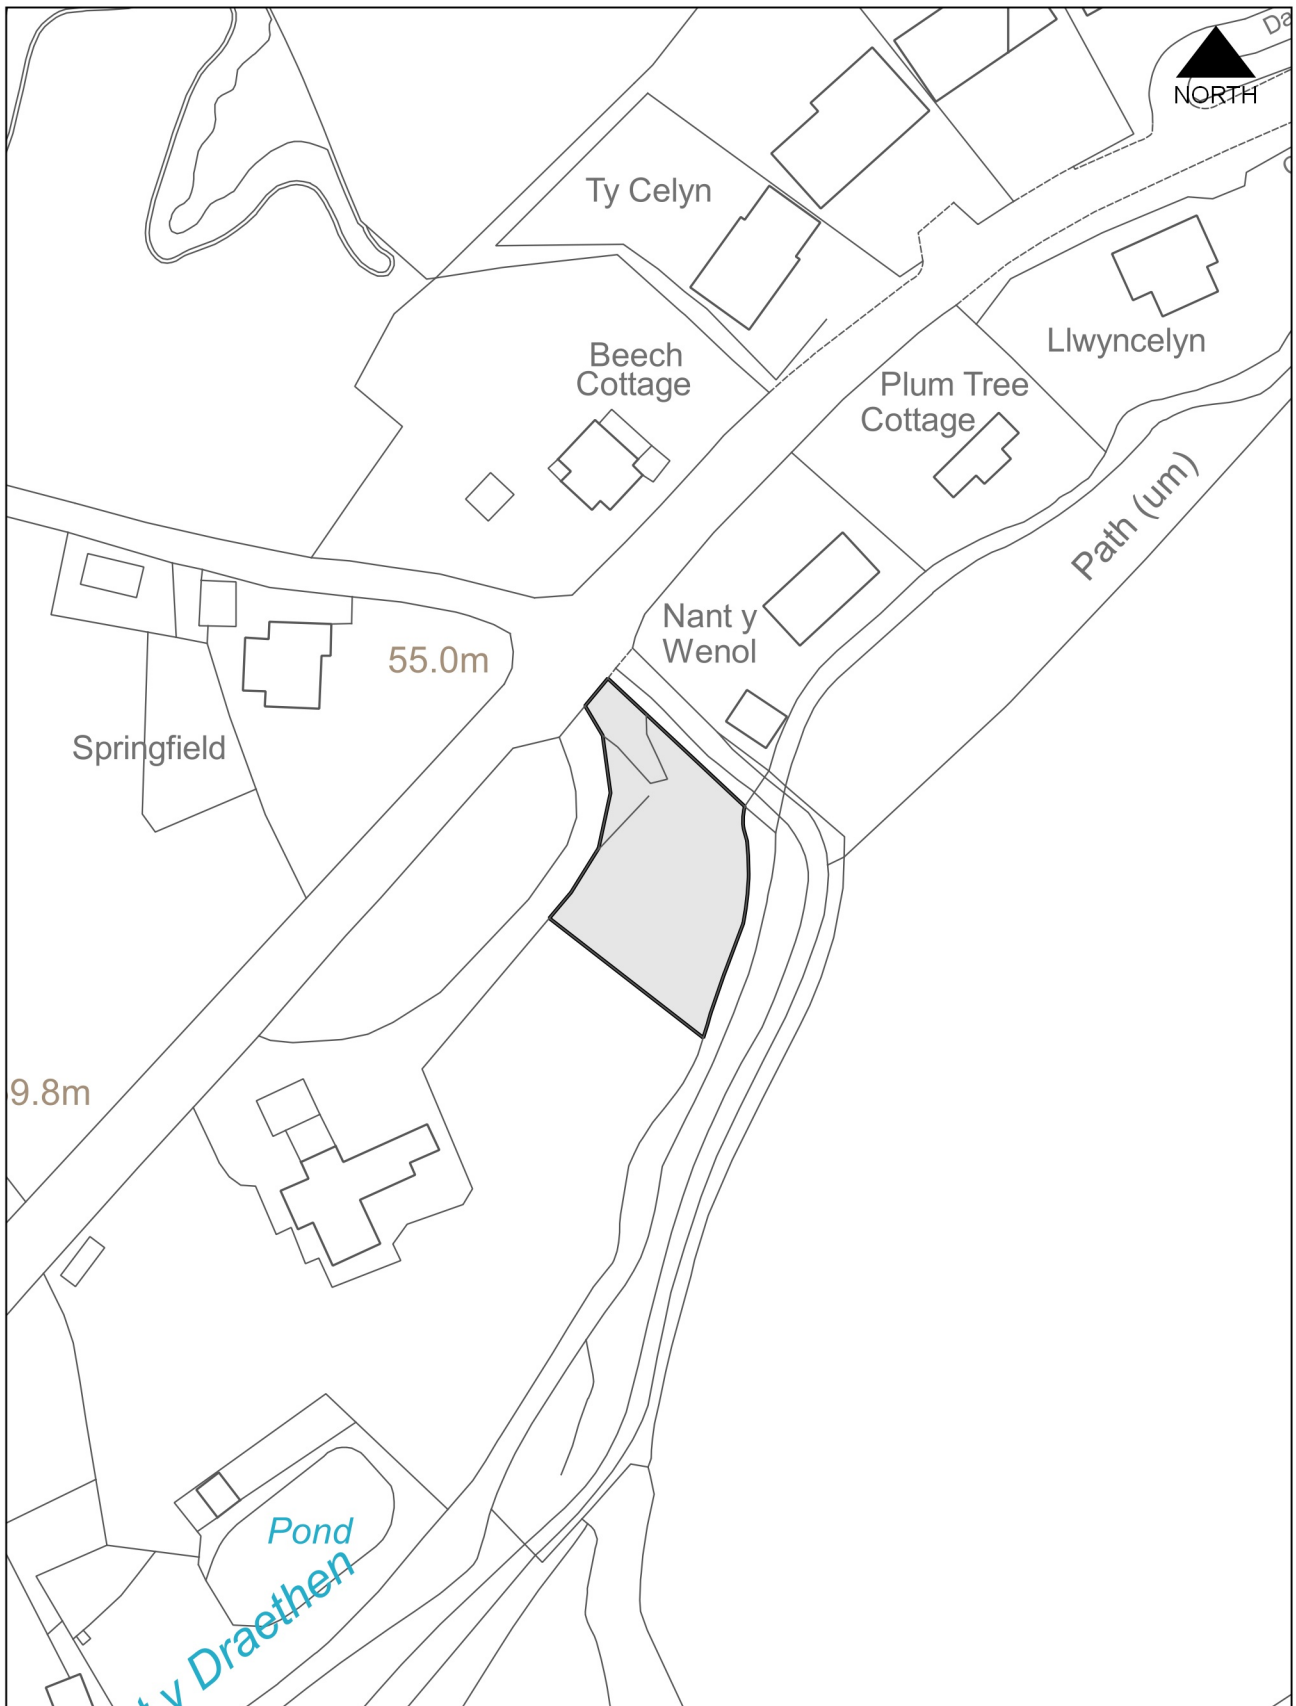 NORTH
Ty Celyn
Beech
Cottage
Llwyncelyn
Plum Tree
Cottage
Path (um)
Nant y
Wenol
55.0m
Springfield
9.8m
Pond
y Draethen